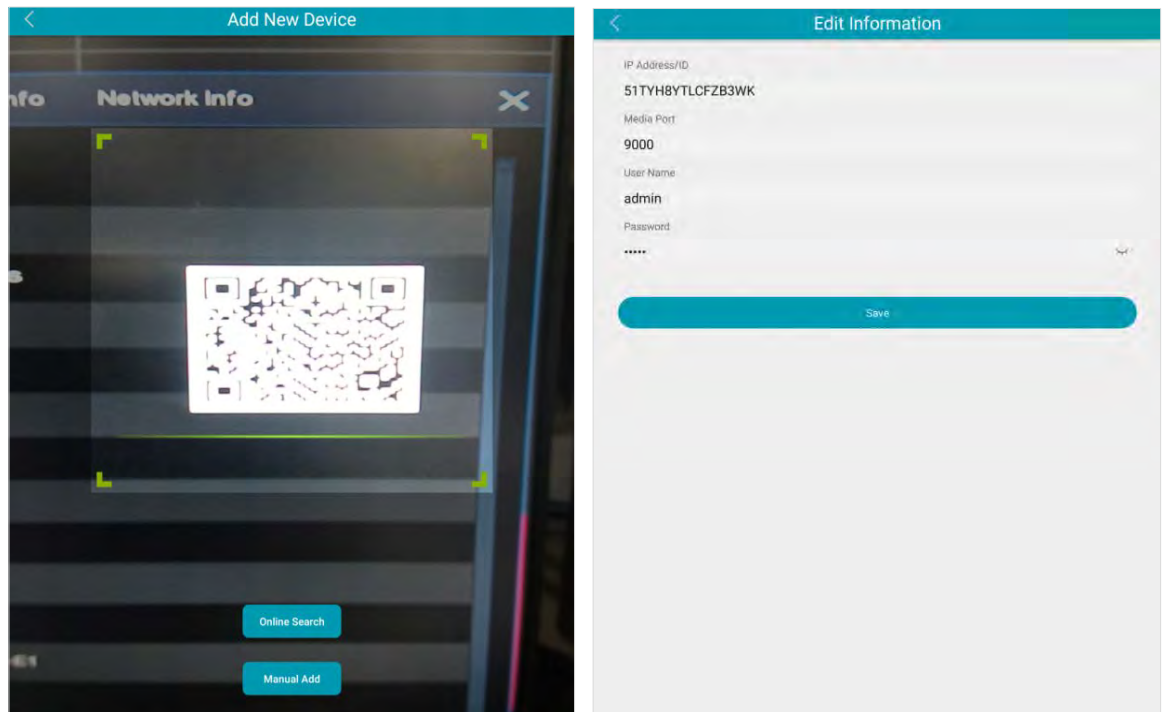 Add New Device
nfo
Network Info
s
Online Search
Manual Add
Edit Information
IP Address/ID
51TYH8YTLCFZB3WK
Media Port
9000
User Name
admin
Password
•••••
Save